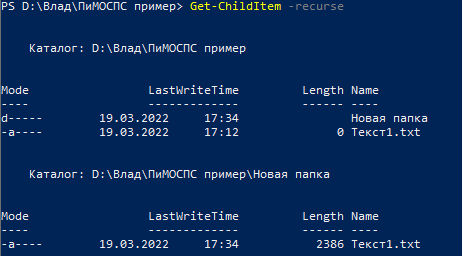 PS D:\Влад\ПиМОСПС пример> Get-ChildItem -recurse
Каталог: D:\Влад\ПиМОСПС пример
Mode LastWriteTime Length Name
---- ------------- ------ ----
d----- 19.03.2022 17:34 Новая папка
-a---- 19.03.2022 17:12 0 Текст1.txt
Каталог: D:\Влад\ПиМОСПС пример\Новая папка
Mode LastWriteTime Length Name
---- ------------- ------ ----
-a---- 19.03.2022 17:34 2386 Текст1.txt